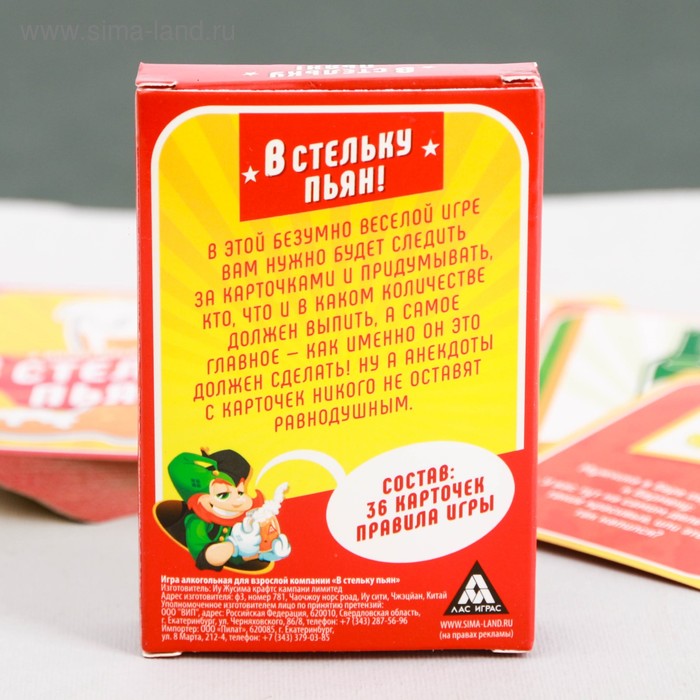 www.sima-land.ru
В СТЕЛЬКУ
ПЬЯН!
В СТЕЛЬКУ
ПЬЯН!
В ЭТОЙ БЕЗУМНО ВЕСЕЛОЙ ИГРЕ
ВАМ НУЖНО БУДЕТ СЛЕДИТЬ
ЗА КАРТОЧКАМИ И ПРИДУМЫВАТЬ,
КТО, ЧТО И В КАКОМ КОЛИЧЕСТВЕ
ДОЛЖЕН ВЫПИТЬ, А САМОЕ
ГЛАВНОЕ – КАК ИМЕННО ОН ЭТО
ДОЛЖЕН СДЕЛАТЬ! НУ А АНЕКДОТЫ
С КАРТОЧЕК НИКОГО НЕ ОСТАВЯТ
РАВНОДУШНЫМ.
СОСТАВ:
36 КАРТОЧЕК
ПРАВИЛА ИГРЫ
Игра алкогольная для взрослой компании «В стельку пьян»
Изготовитель: Иу Жусима крафтс кампани лимитед
Адрес изготовителя: ф3, номер 781, Чаочжоу норс роад, Иу сити, Чжэцзян, Китай
Уполномоченное изготовителем лицо по принятию претензий:
ООО "ВИП", адрес: Российская Федерация, 620010, Свердловская область,
г. Екатеринбург, ул. Черняховского, 86/8, телефон: +7 (343) 287-56-96
Импортер: ООО «Пилат» 620085, г. Екатеринбург,
ул. 8 Марта, 212-4, телефон: +7 (343) 379-03-85
ЛАС ИГРАС
WWW.SIMA-LAND.RU
(на правах рекламы)
СТЕЛЬКУ
ПЬЯН!